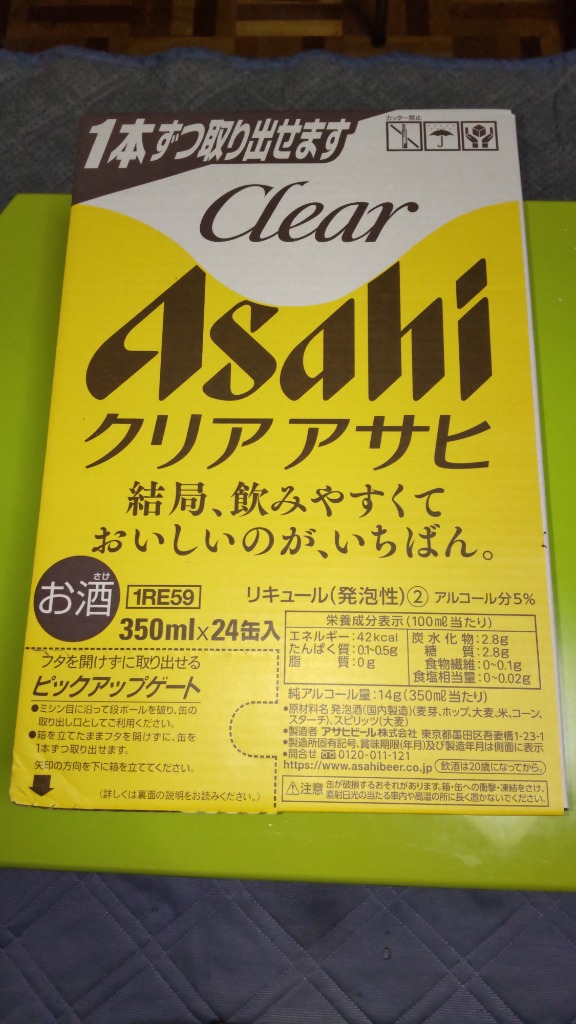 1本ずつ取り出せます
カッター禁止
Clear
Asahi
クリアアサヒ
結局、飲みやすくて
おいしいのが、いちばん。
お酒
さけ
1RE59
リキュール(発泡性)② アルコール分5%
350ml×24缶入
栄養成分表示(100ml当たり)
エネルギー:42kcal
たんぱく質:0.1~0.5g
脂質:0g
炭水化物:2.8g
糖質:2.8g
食物繊維:0~0.1g
食塩相当量:0~0.02g
純アルコール量:14g(350ml当たり)
●原材料名 発泡酒(国内製造)(麦芽、ホップ、大麦、米、コーン、
スターチ)、スピリッツ(大麦)
●製造者 アサヒビール株式会社 東京都墨田区吾妻橋1-23-1
●製造所固有記号、賞味期限(年月)及び製造年月は側面に表示
●問合せ 0120-011-121
https://www.asahibeer.co.jp 飲酒は20歳になってから。
注意 缶が破損するおそれがあります。箱・缶への衝撃・凍結をさけ、
直射日光の当たる車内や高温の所に長く置かないでください。
フタを開けずに取り出せる
ピックアップゲート
●ミシン目に沿って段ボールを破り、缶の
取り出し口としてご利用ください。
●箱を立てたままフタを開けずに、缶を
1本ずつ取り出せます。
矢印の方向を下に箱を立ててください。
(詳しくは裏面の説明をお読みください。)